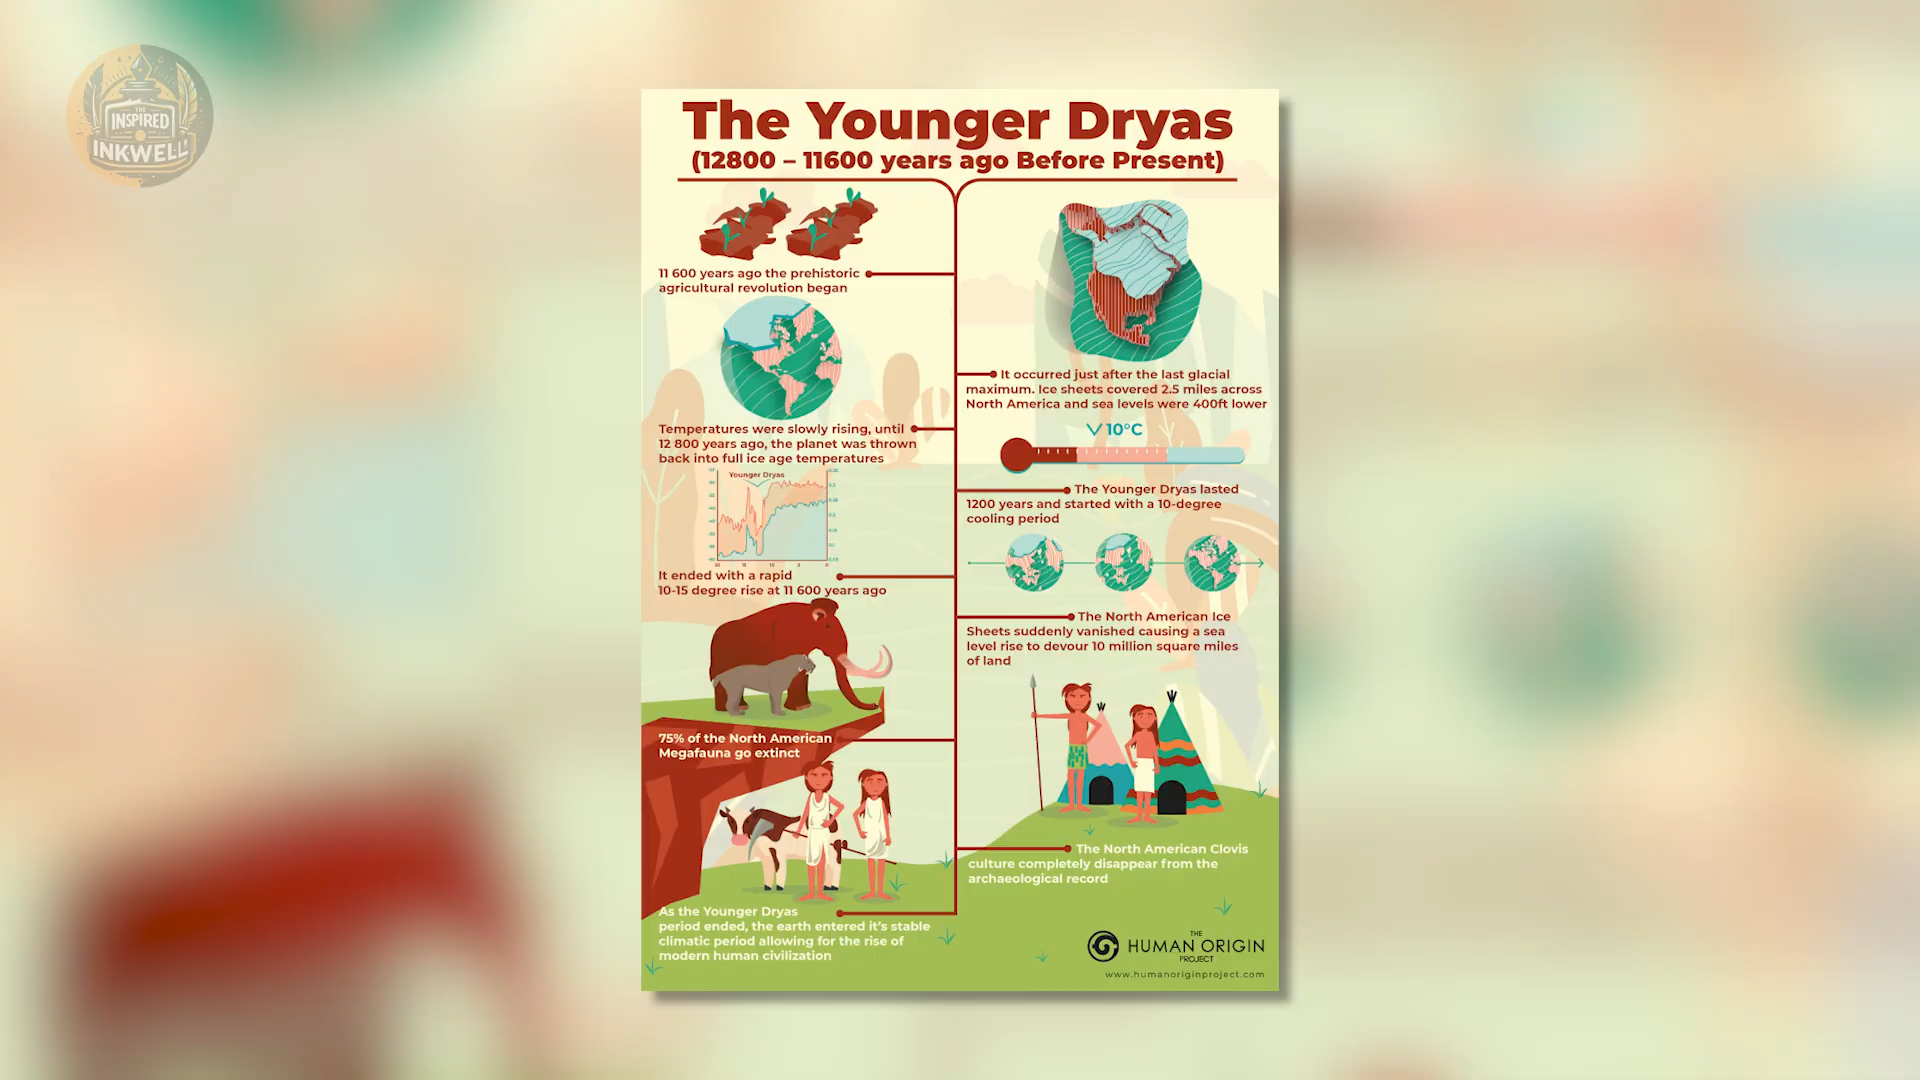 THE
INSPIRED
INKWELL
The Younger Dryas
(12800 – 11600 years ago Before Present)
11 600 years ago the prehistoric
agricultural revolution began
It occurred just after the last glacial
maximum. Ice sheets covered 2.5 miles across
North America and sea levels were 400ft lower
Temperatures were slowly rising, until
12 800 years ago, the planet was thrown
back into full ice age temperatures
10°C
The Younger Dryas lasted
1200 years and started with a 10-degree
cooling period
Younger Dryas
It ended with a rapid
10-15 degree rise at 11 600 years ago
The North American Ice
Sheets suddenly vanished causing a sea
level rise to devour 10 million square miles
of land
75% of the North American
Megafauna go extinct
The North American Clovis
culture completely disappear from the
archaeological record
As the Younger Dryas
period ended, the earth entered it's stable
climatic period allowing for the rise of
modern human civilization
THE
HUMAN ORIGIN
PROJECT
www.humanoriginproject.com